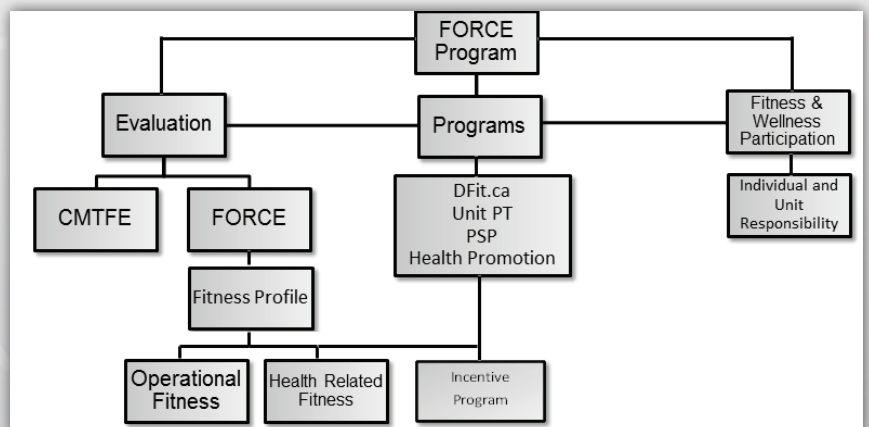 FORCE
Program
Evaluation
Programs
Fitness &
Wellness
Participation
CMTFE
FORCE
DFit.ca
Unit PT
PSP
Health Promotion
Individual and
Unit
Responsibility
Fitness Profile
Operational
Fitness
Health Related
Fitness
Incentive
Program